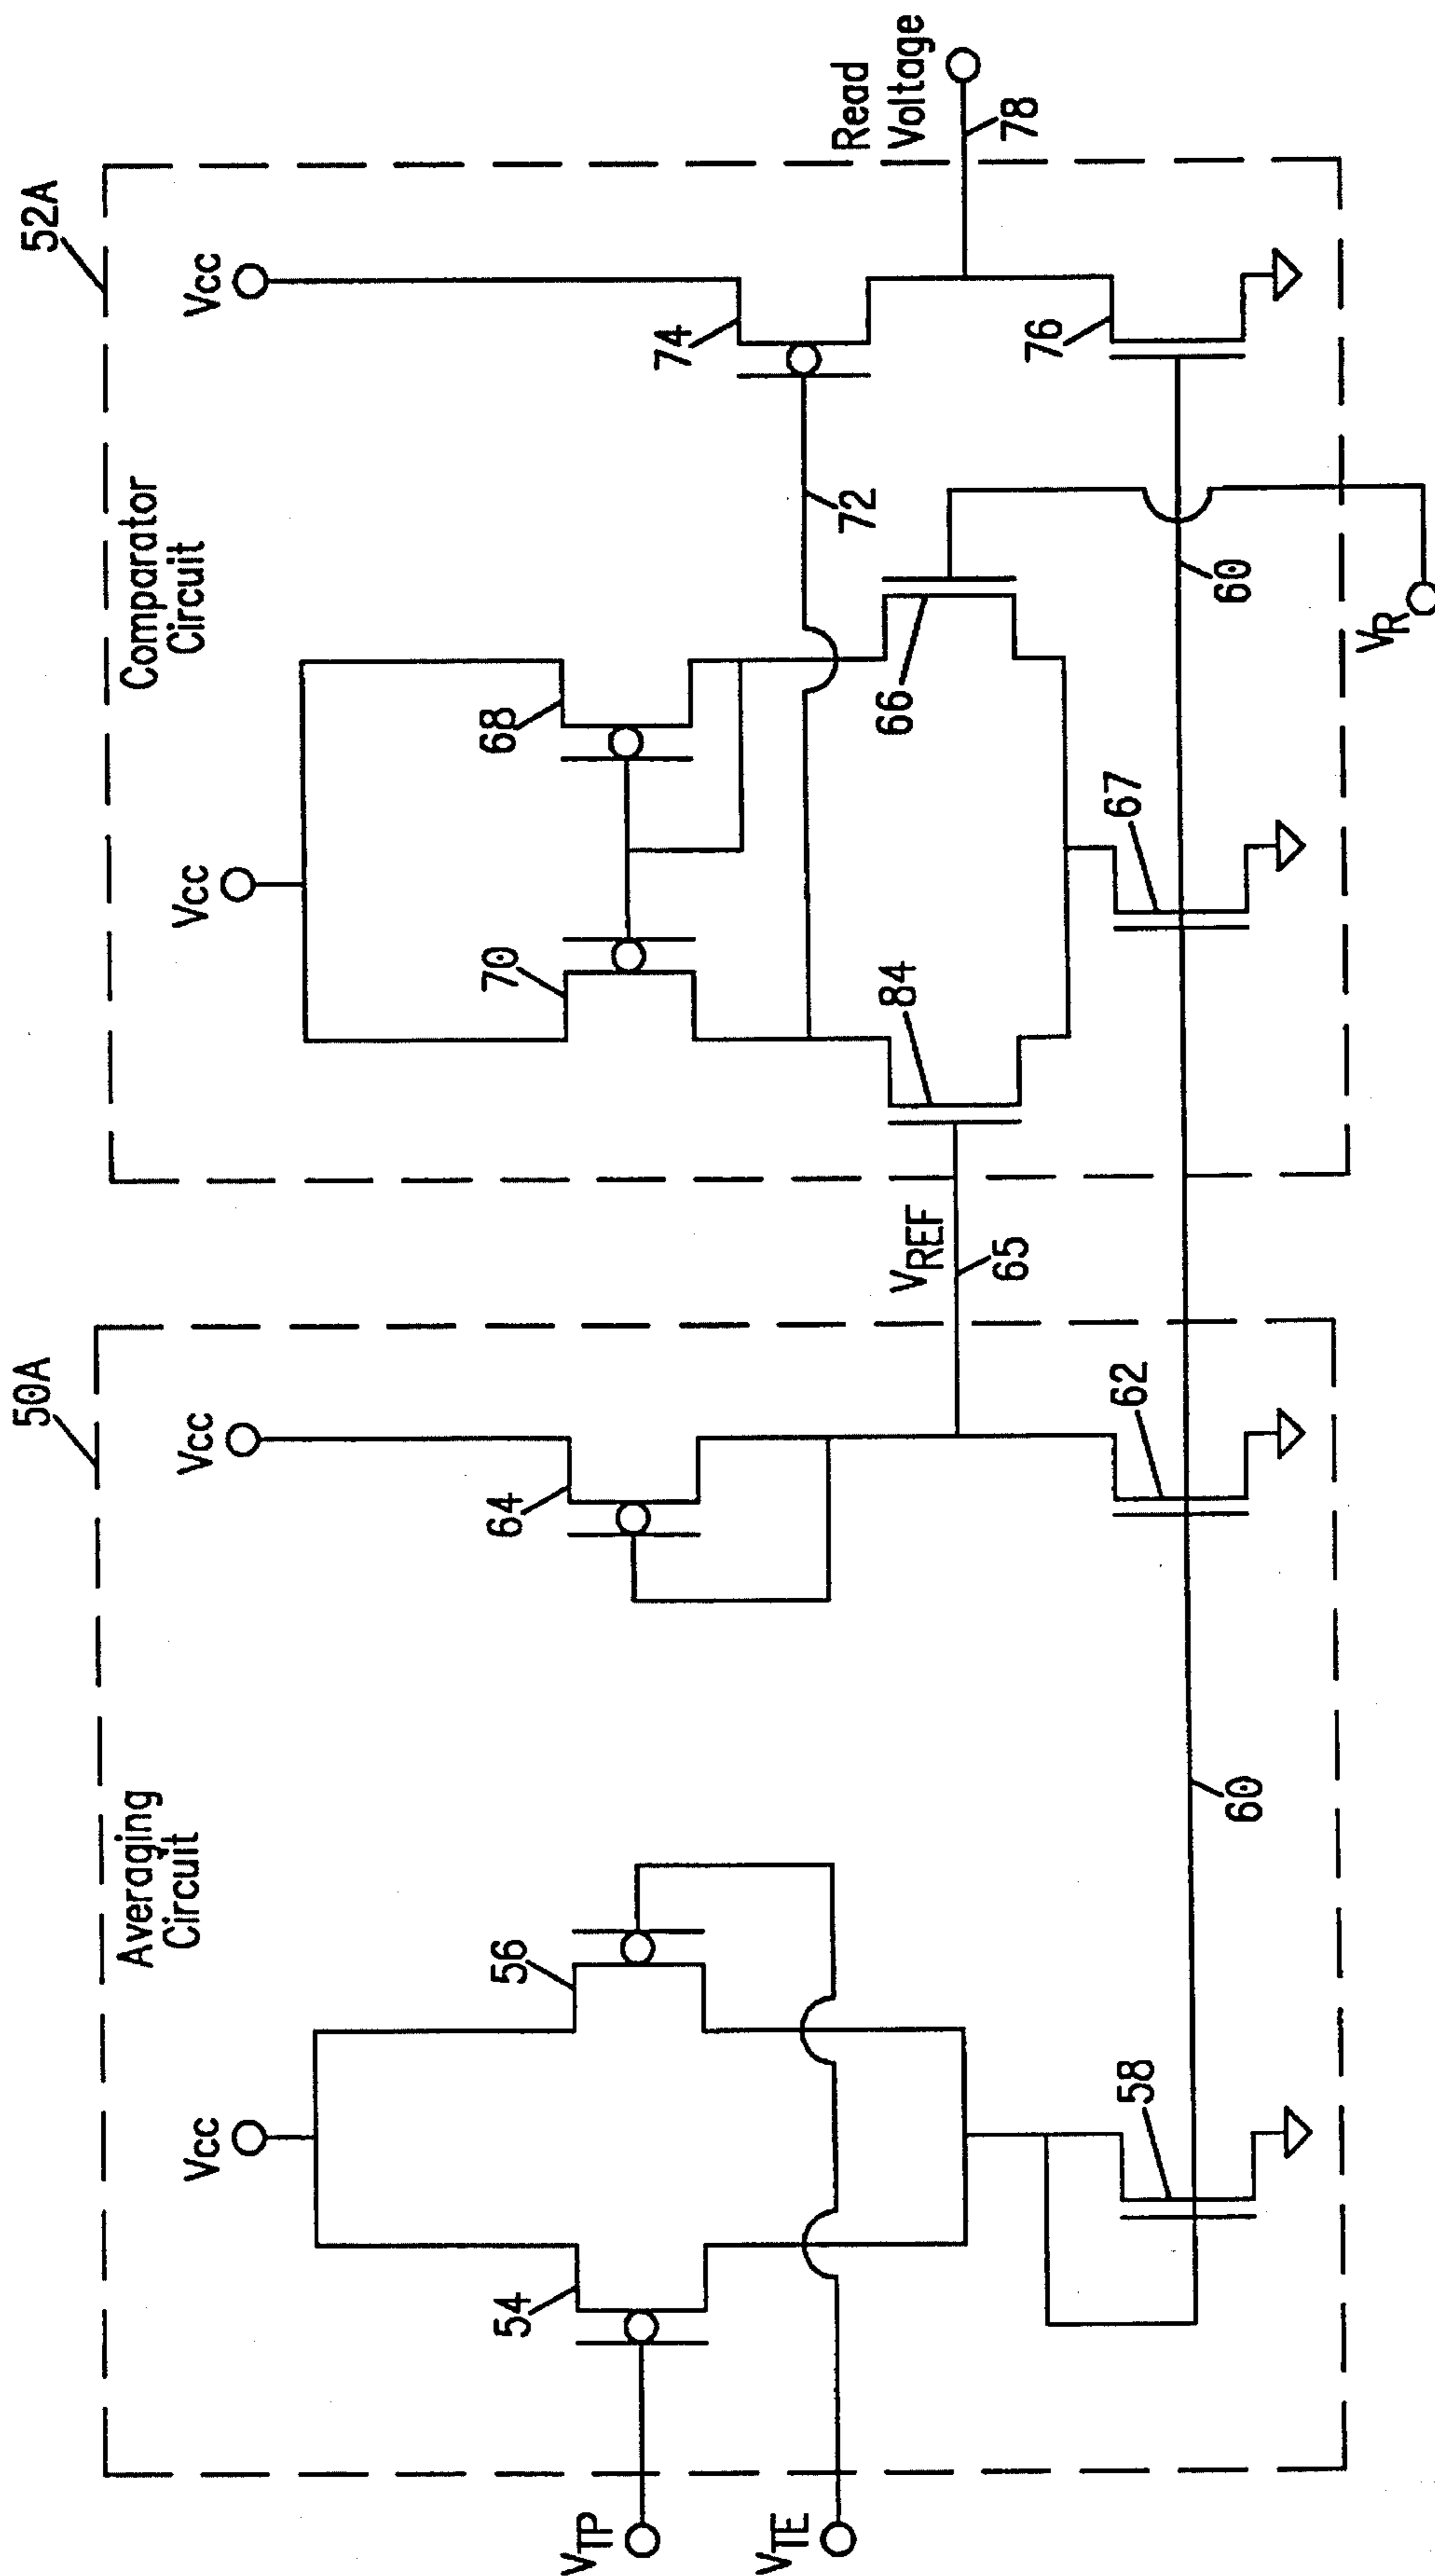 50A
52A
Averaging
Circuit
Comparator
Circuit
Vcc
Vcc
Vcc
Vcc
54
56
64
70
68
74
VTP
VTE
VREF
65
84
66
72
Read
Voltage
78
58
62
67
76
60
60
VR